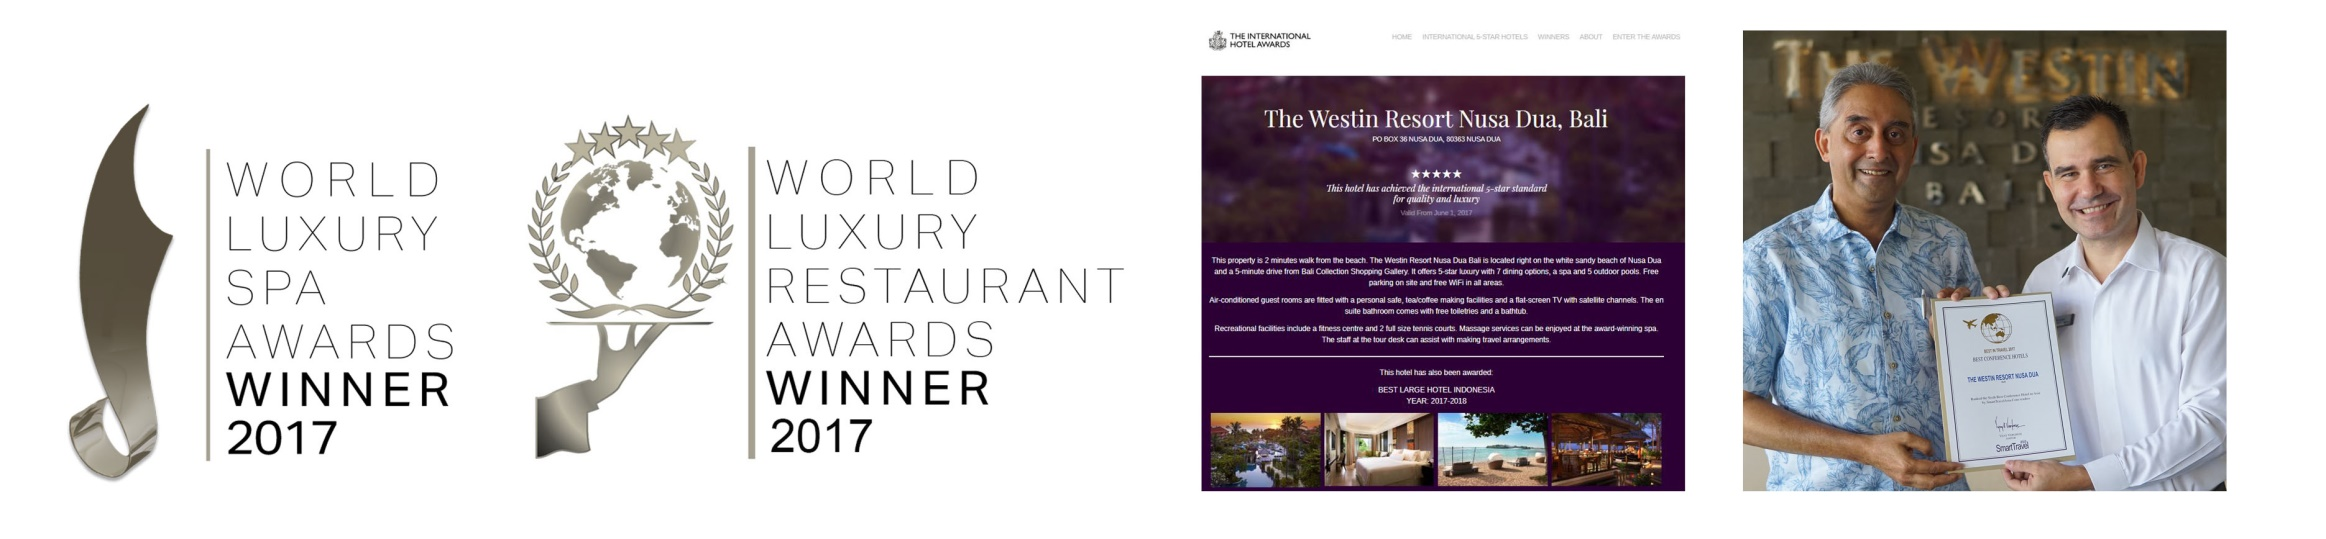 WORLD
LUXURY
SPA
AWARDS
WINNER
2017
WORLD
LUXURY
RESTAURANT
AWARDS
WINNER
2017
THE INTERNATIONAL
HOTEL AWARDS
HOME INTERNATIONAL 5-STAR HOTELS WINNERS ABOUT ENTER THE AWARDS
The Westin Resort Nusa Dua, Bali
PO BOX 36 NUSA DUA, 80363 NUSA DUA
This hotel has achieved the international 5-star standard
for quality and luxury
Valid From June 1, 2017
This property is 2 minutes walk from the beach. The Westin Resort Nusa Dua Bali is located right on the white sandy beach of Nusa Dua
and a 5-minute drive from Bali Collection Shopping Gallery. It offers 5-star luxury with 7 dining options, a spa and 5 outdoor pools. Free
parking on site and free WiFi in all areas.
Air-conditioned guest rooms are fitted with a personal safe, tea/coffee making facilities and a flat-screen TV with satellite channels. The en
suite bathroom comes with free toiletries and a bathtub.
Recreational facilities include a fitness centre and 2 full size tennis courts. Massage services can be enjoyed at the award-winning spa.
The staff at the tour desk can assist with making travel arrangements.
This hotel has also been awarded:
BEST LARGE HOTEL INDONESIA
YEAR: 2017-2018
THE WESTIN
RESOR
SA D
BALI
BEST CONFERENCE HOTELS
THE WESTIN RESORT NUSA DUA
SmartTravel